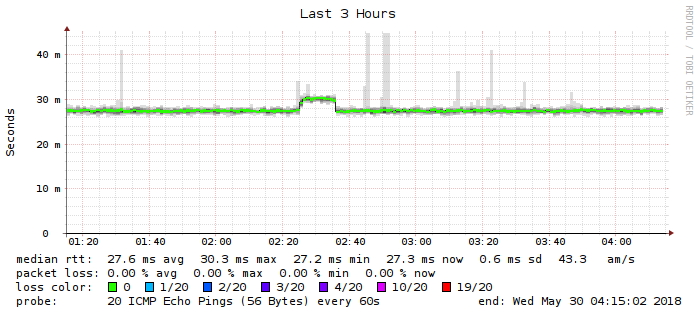 Last 3 Hours
RRDTOOL / TOBI OETIKER
Seconds
40 m
30 m
20 m
10 m
0
01:20 01:40 02:00 02:20 02:40 03:00 03:20 03:40 04:00
median rtt: 27.6 ms avg 30.3 ms max 27.2 ms min 27.3 ms now 0.6 ms sd 43.3 am/s
packet loss: 0.00 % avg 0.00 % max 0.00 % min 0.00 % now
loss color: 0 1/20 2/20 3/20 4/20 10/20 19/20
probe: 20 ICMP Echo Pings (56 Bytes) every 60s end: Wed May 30 04:15:02 2018